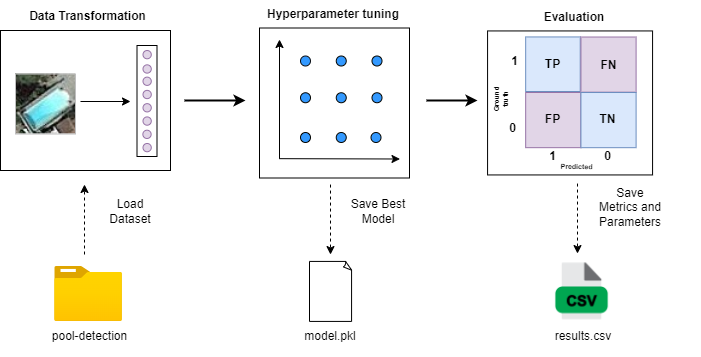 Data Transformation
Hyperparameter tuning
Evaluation
1
TP
FN
Ground
truth
0
FP
TN
1
0
Predicted
Load
Dataset
Save Best
Model
Save
Metrics and
Parameters
CSV
pool-detection
model.pkl
results.csv